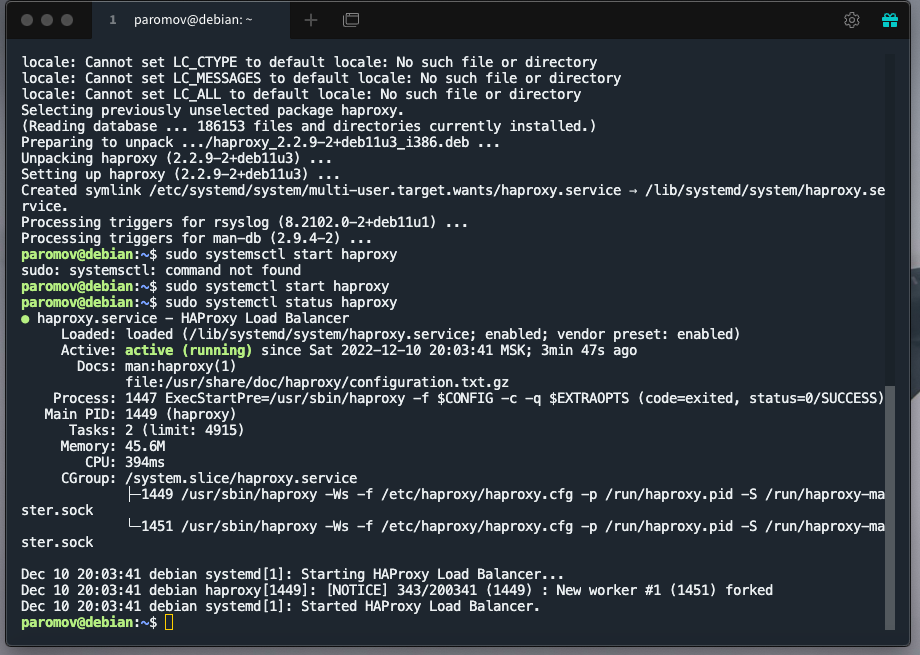 1 paromov@debian: ~
locale: Cannot set LC_CTYPE to default locale: No such file or directory
locale: Cannot set LC_MESSAGES to default locale: No such file or directory
locale: Cannot set LC_ALL to default locale: No such file or directory
Selecting previously unselected package haproxy.
(Reading database ... 186153 files and directories currently installed.)
Preparing to unpack .../haproxy_2.2.9-2+deb11u3_i386.deb ...
Unpacking haproxy (2.2.9-2+deb11u3) ...
Setting up haproxy (2.2.9-2+deb11u3) ...
Created symlink /etc/systemd/system/multi-user.target.wants/haproxy.service → /lib/systemd/system/haproxy.se
rvice.
Processing triggers for rsyslog (8.2102.0-2+deb11u1) ...
Processing triggers for man-db (2.9.4-2) ...
paromov@debian:~$ sudo systemsctl start haproxy
sudo: systemsctl: command not found
paromov@debian:~$ sudo systemctl start haproxy
paromov@debian:~$ sudo systemctl status haproxy
● haproxy.service - HAProxy Load Balancer
Loaded: loaded (/lib/systemd/system/haproxy.service; enabled; vendor preset: enabled)
Active: active (running) since Sat 2022-12-10 20:03:41 MSK; 3min 47s ago
Docs: man:haproxy(1)
file:/usr/share/doc/haproxy/configuration.txt.gz
Process: 1447 ExecStartPre=/usr/sbin/haproxy -f $CONFIG -c -q $EXTRAOPTS (code=exited, status=0/SUCCESS)
Main PID: 1449 (haproxy)
Tasks: 2 (limit: 4915)
Memory: 45.6M
CPU: 394ms
CGroup: /system.slice/haproxy.service
├─1449 /usr/sbin/haproxy -Ws -f /etc/haproxy/haproxy.cfg -p /run/haproxy.pid -S /run/haproxy-ma
ster.sock
└─1451 /usr/sbin/haproxy -Ws -f /etc/haproxy/haproxy.cfg -p /run/haproxy.pid -S /run/haproxy-ma
ster.sock
Dec 10 20:03:41 debian systemd[1]: Starting HAProxy Load Balancer...
Dec 10 20:03:41 debian haproxy[1449]: [NOTICE] 343/200341 (1449) : New worker #1 (1451) forked
Dec 10 20:03:41 debian systemd[1]: Started HAProxy Load Balancer.
paromov@debian:~$